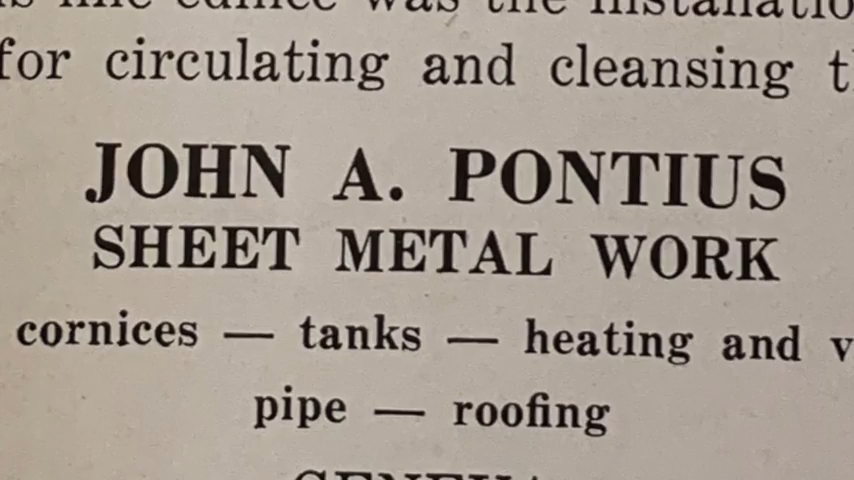 for circulating and cleansing
JOHN A. PONTIUS
SHEET METAL WORK
cornices — tanks — heating and
pipe — roofing